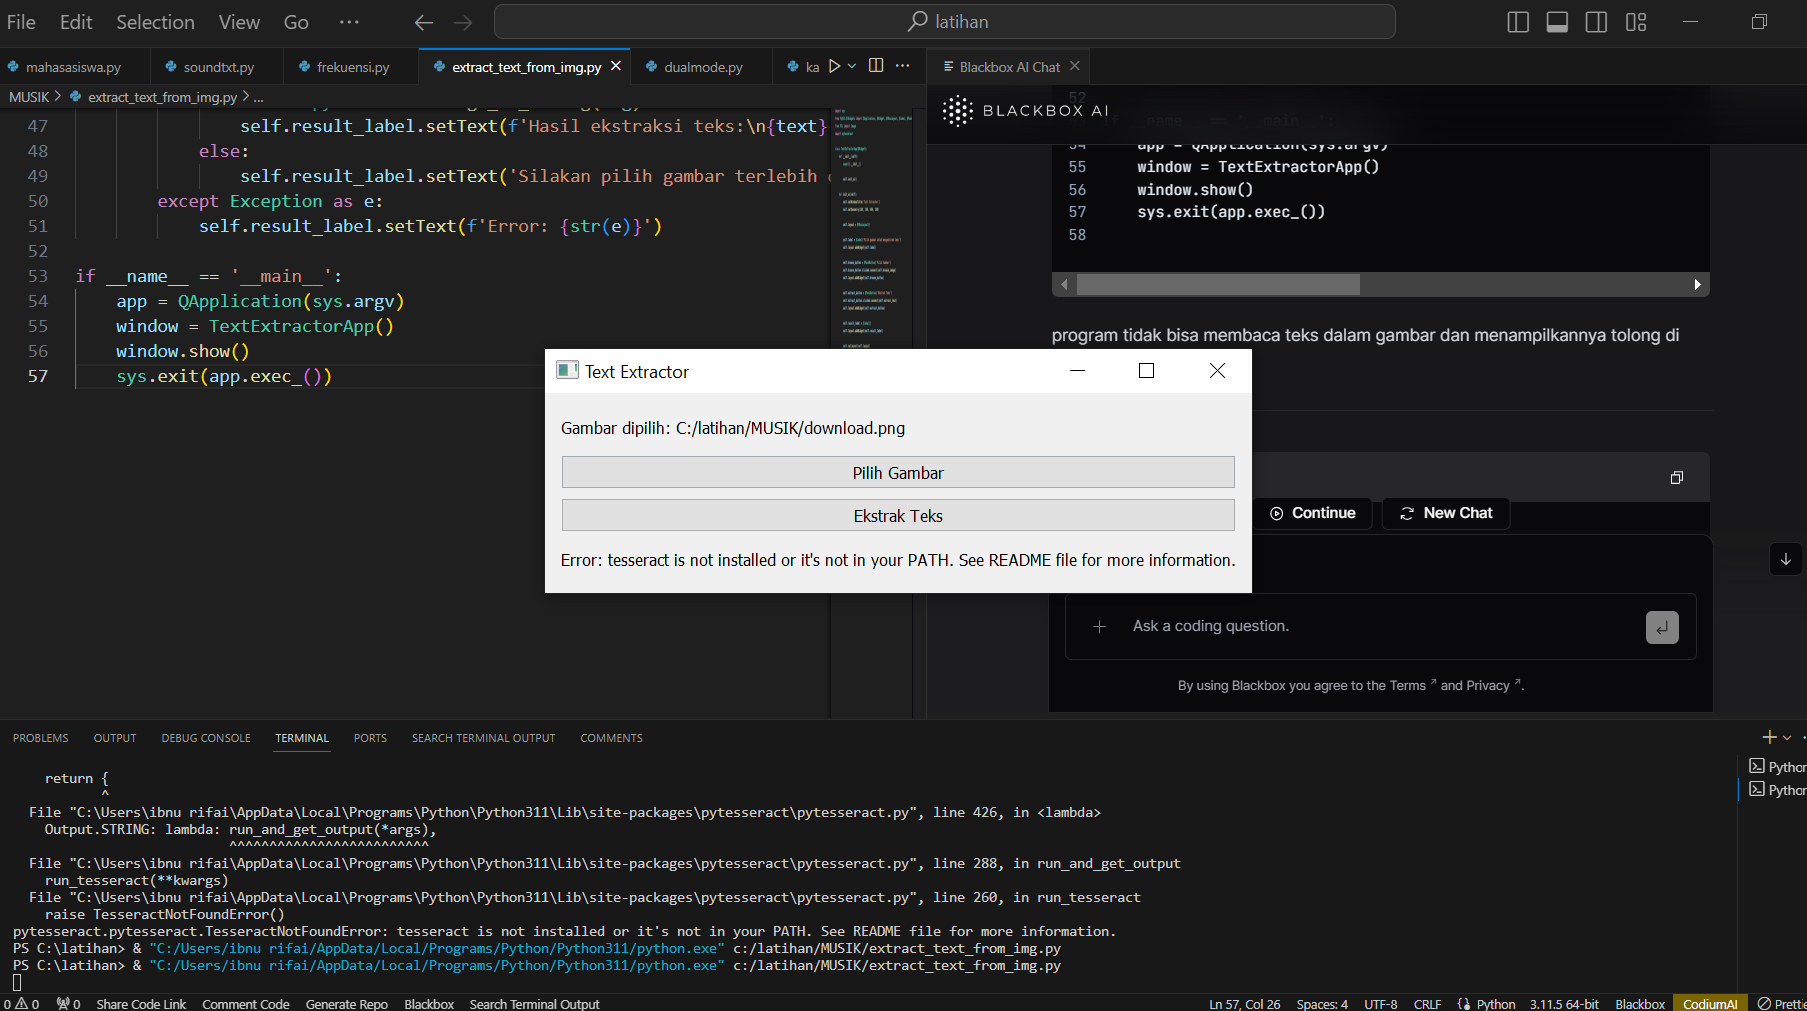 File Edit Selection View Go ··· latihan
mahasasiswa.py soundtxt.py frekuensi.py extract_text_from_img.py dualmode.py ka
MUSIK > extract_text_from_img.py > ...
47 self.result_label.setText(f'Hasil ekstraksi teks:\n{text}
48 else:
49 self.result_label.setText('Silakan pilih gambar terlebih
50 except Exception as e:
51 self.result_label.setText(f'Error: {str(e)}')
52
53 if __name__ == '__main__':
54 app = QApplication(sys.argv)
55 window = TextExtractorApp()
56 window.show()
57 sys.exit(app.exec_())
Blackbox AI Chat
BLACKBOX AI
52
54 app = QApplication(sys.argv)
55 window = TextExtractorApp()
56 window.show()
57 sys.exit(app.exec_())
58
program tidak bisa membaca teks dalam gambar dan menampilkannya tolong di
Text Extractor
Gambar dipilih: C:/latihan/MUSIK/download.png
Pilih Gambar
Ekstrak Teks
Error: tesseract is not installed or it's not in your PATH. See README file for more information.
Continue New Chat
Ask a coding question.
By using Blackbox you agree to the Terms ↗ and Privacy ↗.
PROBLEMS OUTPUT DEBUG CONSOLE TERMINAL PORTS SEARCH TERMINAL OUTPUT COMMENTS
return {
^
File "C:\Users\ibnu rifai\AppData\Local\Programs\Python\Python311\Lib\site-packages\pytesseract\pytesseract.py", line 426, in <lambda>
Output.STRING: lambda: run_and_get_output(*args),
^^^^^^^^^^^^^^^^^^^^^^^^^
File "C:\Users\ibnu rifai\AppData\Local\Programs\Python\Python311\Lib\site-packages\pytesseract\pytesseract.py", line 288, in run_and_get_output
run_tesseract(**kwargs)
File "C:\Users\ibnu rifai\AppData\Local\Programs\Python\Python311\Lib\site-packages\pytesseract\pytesseract.py", line 260, in run_tesseract
raise TesseractNotFoundError()
pytesseract.pytesseract.TesseractNotFoundError: tesseract is not installed or it's not in your PATH. See README file for more information.
PS C:\latihan> & "C:/Users/ibnu rifai/AppData/Local/Programs/Python/Python311/python.exe" c:/latihan/MUSIK/extract_text_from_img.py
PS C:\latihan> & "C:/Users/ibnu rifai/AppData/Local/Programs/Python/Python311/python.exe" c:/latihan/MUSIK/extract_text_from_img.py
Python
Python
0 0 0 Share Code Link Comment Code Generate Repo Blackbox Search Terminal Output Ln 57, Col 26 Spaces: 4 UTF-8 CRLF Python 3.11.5 64-bit Blackbox CodiumAI Prettie